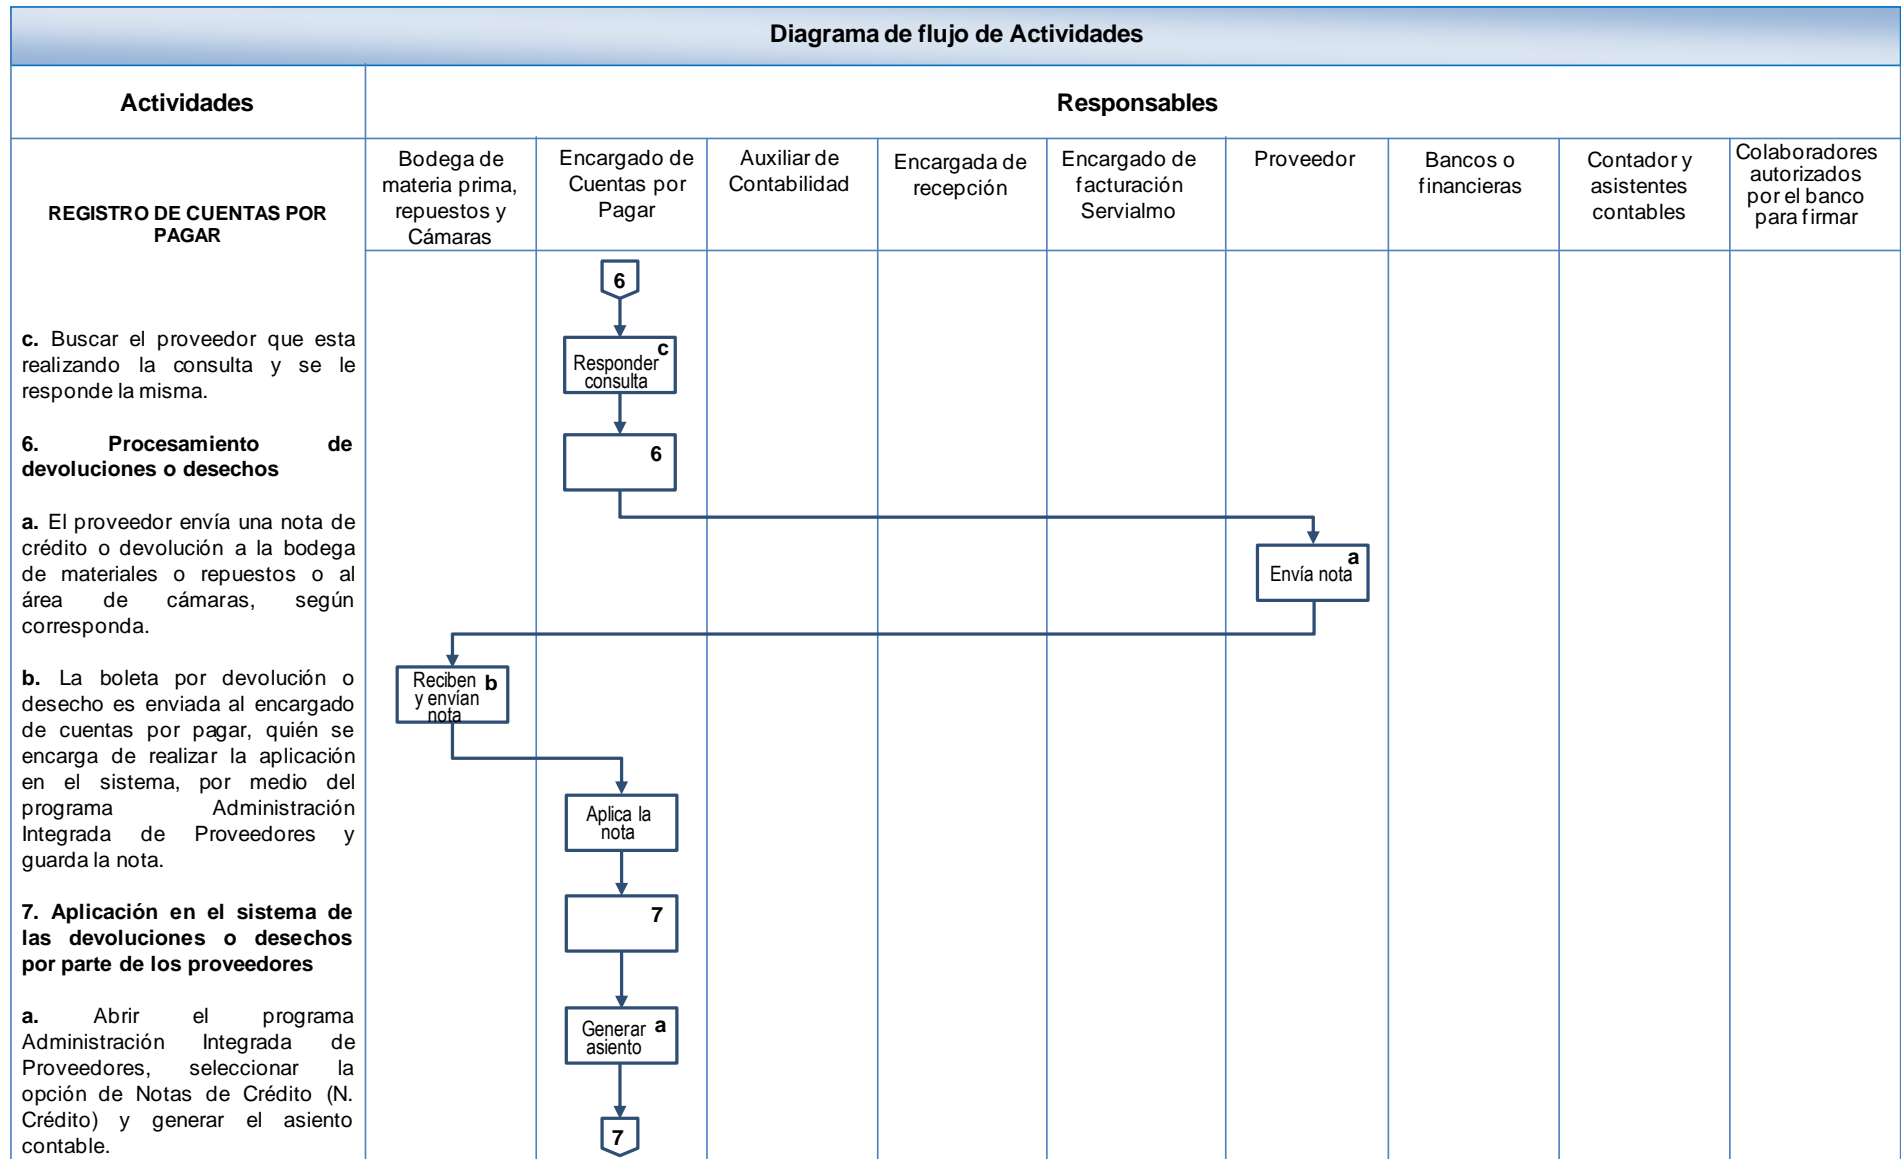 Diagrama de flujo de Actividades
Actividades
Responsables
REGISTRO DE CUENTAS POR
PAGAR
Bodega de
materia prima,
repuestos y
Cámaras
Encargado de
Cuentas por
Pagar
Auxiliar de
Contabilidad
Encargada de
recepción
Encargado de
facturación
Servialmo
Proveedor
Bancos o
financieras
Contador y
asistentes
contables
Colaboradores
autorizados
por el banco
para firmar
c. Buscar el proveedor que esta
realizando la consulta y se le
responde la misma.
6. Procesamiento de
devoluciones o desechos
a. El proveedor envía una nota de
crédito o devolución a la bodega
de materiales o repuestos o al
área de cámaras, según
corresponda.
b. La boleta por devolución o
desecho es enviada al encargado
de cuentas por pagar, quién se
encarga de realizar la aplicación
en el sistema, por medio del
programa Administración
Integrada de Proveedores y
guarda la nota.
7. Aplicación en el sistema de
las devoluciones o desechos
por parte de los proveedores
a. Abrir el programa
Administración Integrada de
Proveedores, seleccionar la
opción de Notas de Crédito (N.
Crédito) y generar el asiento
contable.
6
c
Responder
consulta
6
a
Envía nota
Reciben b
y envían
nota
Aplica la
nota
7
Generar a
asiento
7